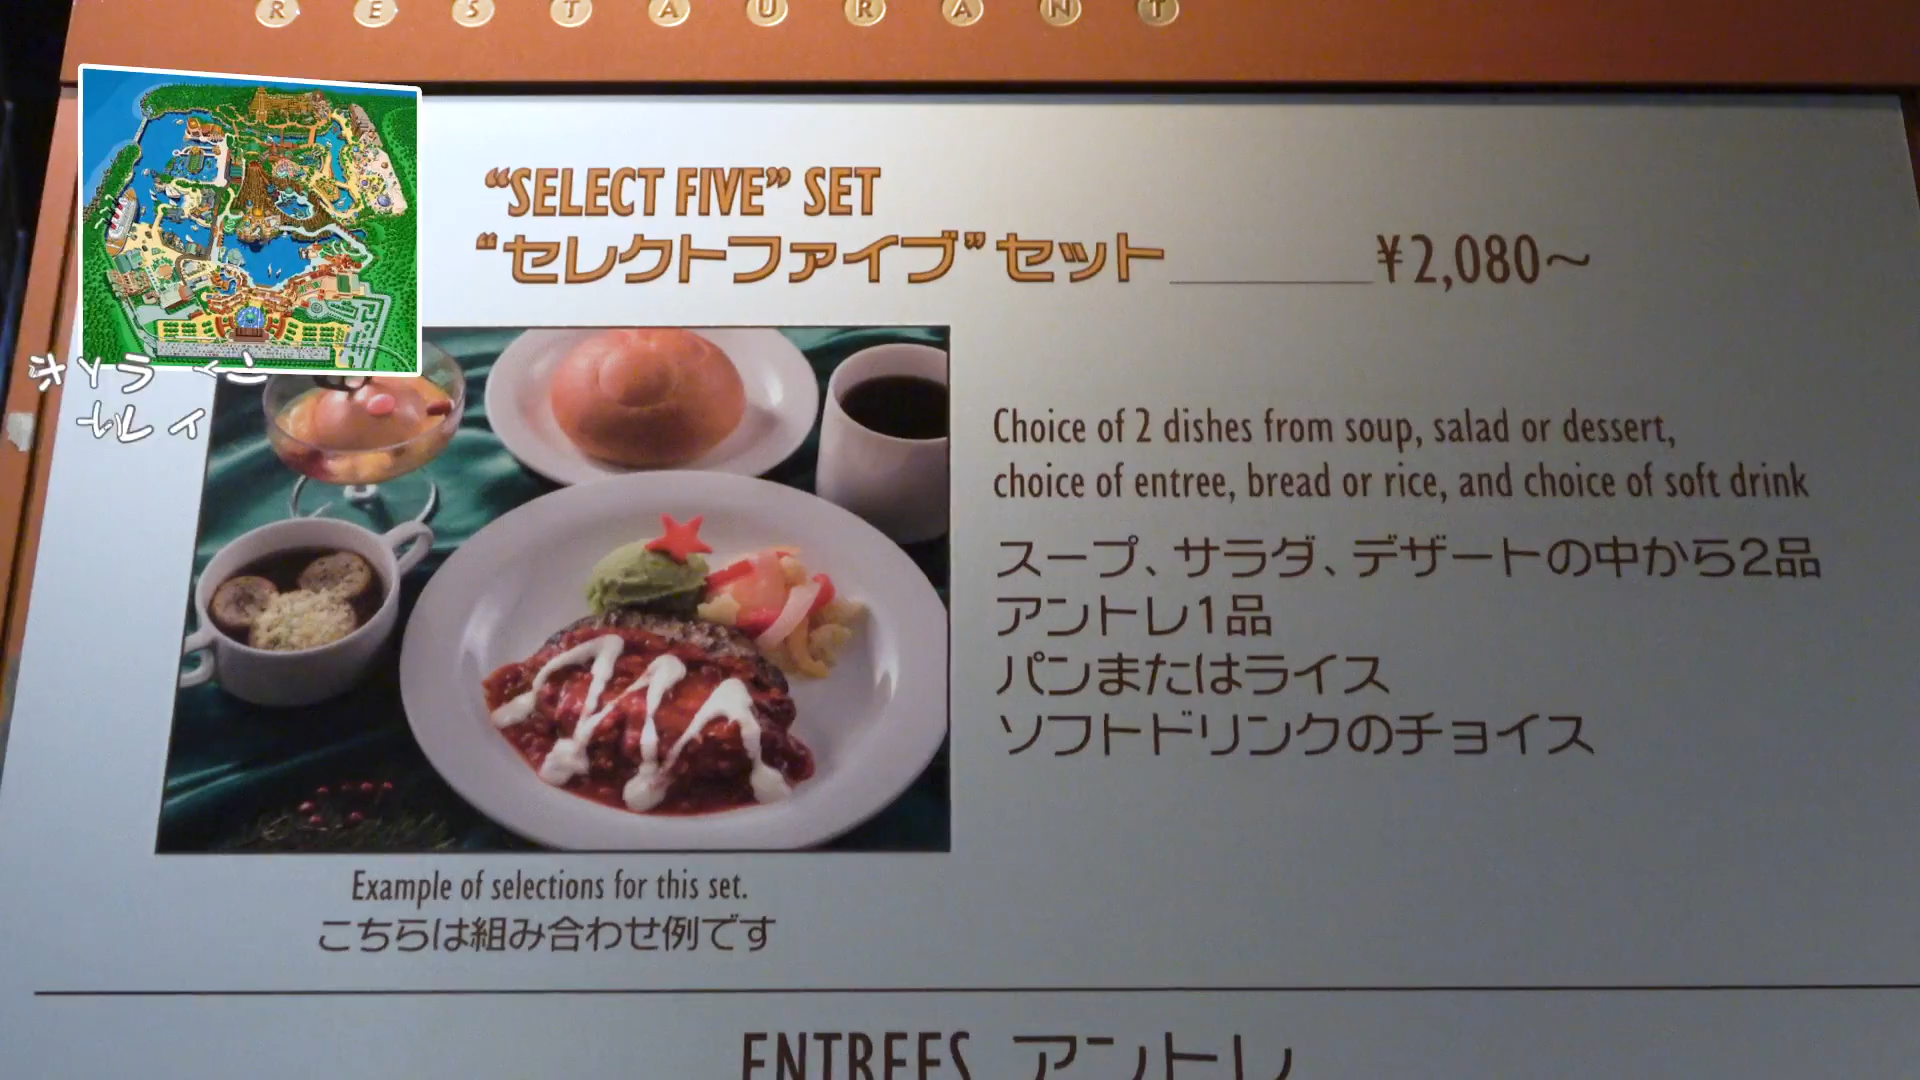 RESTAURANT
“SELECT FIVE” SET
“セレクトファイブ”セット ¥2,080～
Choice of 2 dishes from soup, salad or dessert,
choice of entree, bread or rice, and choice of soft drink
スープ、サラダ、デザートの中から2品
アントレ1品
パンまたはライス
ソフトドリンクのチョイス
Example of selections for this set.
こちらは組み合わせ例です
ENTREES アントレ